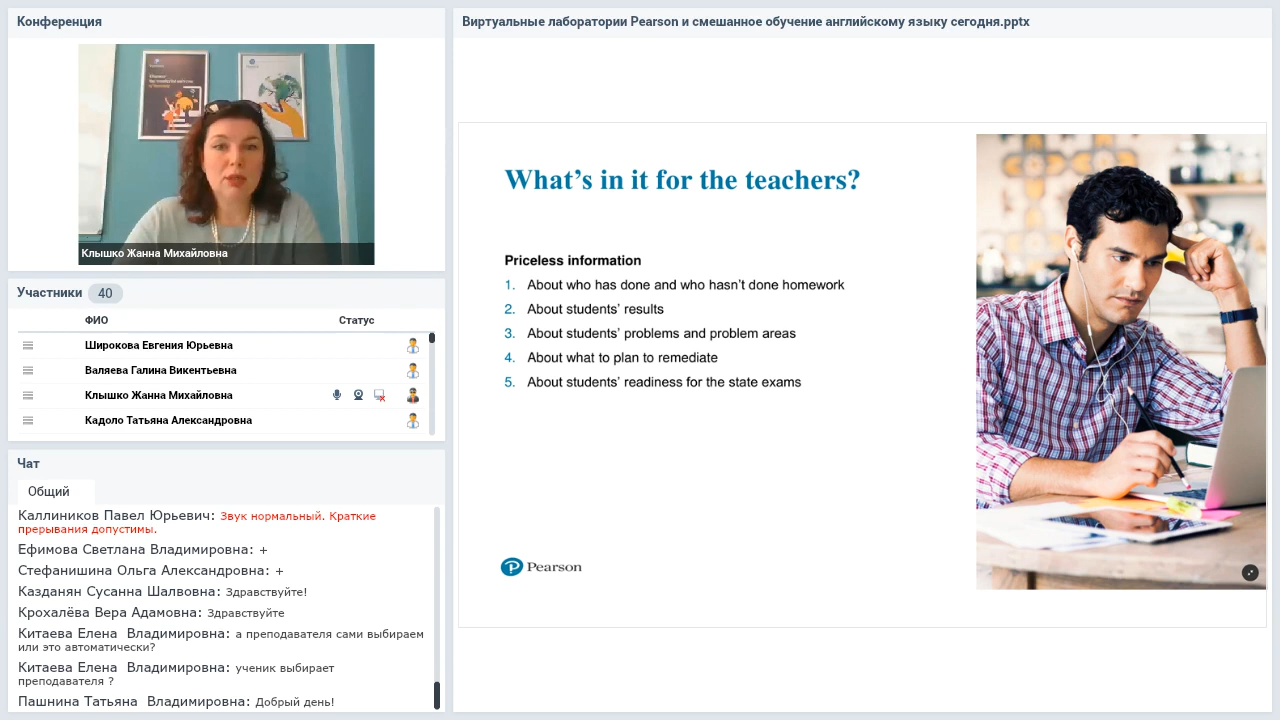 Конференция
Клышко Жанна Михайловна
Участники 40
ФИО Статус
Широкова Евгения Юрьевна
Валяева Галина Викентьевна
Клышко Жанна Михайловна
Кадоло Татьяна Александровна
Чат
Общий
Каллиников Павел Юрьевич: Звук нормальный. Краткие
прерывания допустимы.
Ефимова Светлана Владимировна: +
Стефанишина Ольга Александровна: +
Казданян Сусанна Шалвовна: Здравствуйте!
Крохалёва Вера Адамовна: Здравствуйте
Китаева Елена Владимировна: а преподавателя сами выбираем
или это автоматически?
Китаева Елена Владимировна: ученик выбирает
преподавателя ?
Пашнина Татьяна Владимировна: Добрый день!
Виртуальные лаборатории Pearson и смешанное обучение английскому языку сегодня.pptx
What's in it for the teachers?
Priceless information
1. About who has done and who hasn't done homework
2. About students' results
3. About students' problems and problem areas
4. About what to plan to remediate
5. About students' readiness for the state exams
Pearson